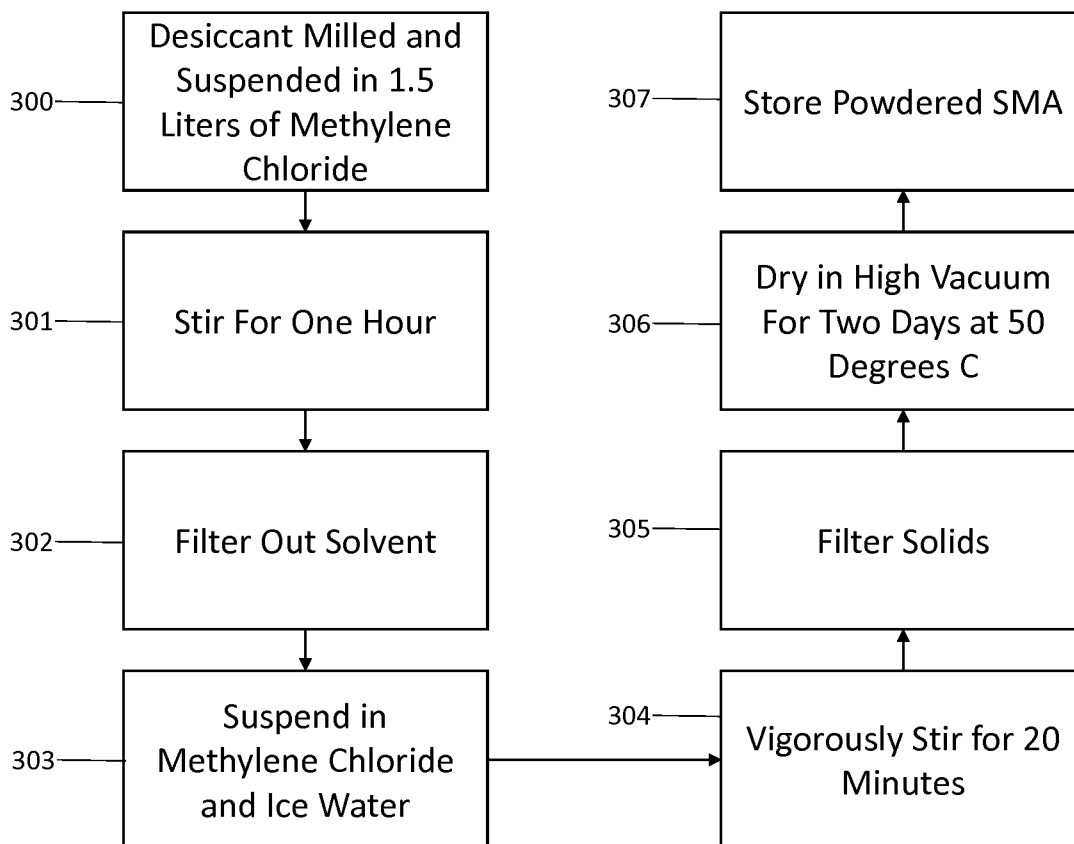 300
Desiccant Milled and
Suspended in 1.5
Liters of Methylene
Chloride
301
Stir For One Hour
302
Filter Out Solvent
303
Suspend in
Methylene Chloride
and Ice Water
304
Vigorously Stir for 20
Minutes
305
Filter Solids
306
Dry in High Vacuum
For Two Days at 50
Degrees C
307
Store Powdered SMA